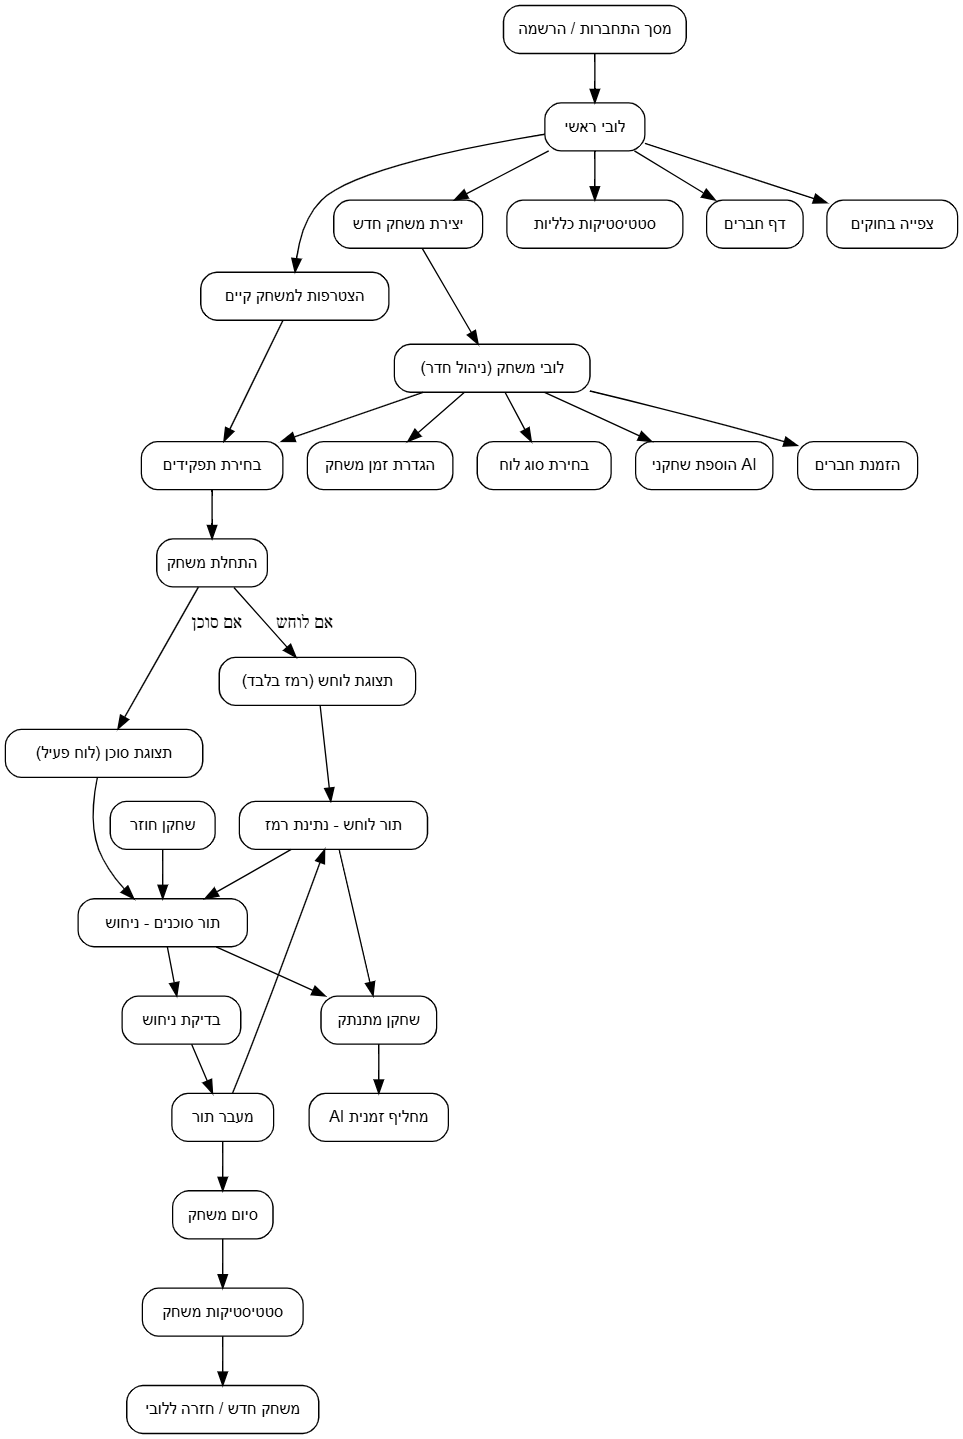 מסך התחברות / הרשמה
לובי ראשי
צפייה בחוקים
דף חברים
סטטיסטיקות כלליות
יצירת משחק חדש
הצטרפות למשחק קיים
לובי משחק (ניהול חדר)
הזמנת חברים
הוספת שחקני AI
בחירת סוג לוח
הגדרת זמן משחק
בחירת תפקידים
התחלת משחק
אם לוחש
אם סוכן
תצוגת לוחש (רמז בלבד)
תצוגת סוכן (לוח פעיל)
תור לוחש - נתינת רמז
שחקן חוזר
תור סוכנים - ניחוש
שחקן מתנתק
בדיקת ניחוש
AI מחליף זמנית
מעבר תור
סיום משחק
סטטיסטיקות משחק
משחק חדש / חזרה ללובי